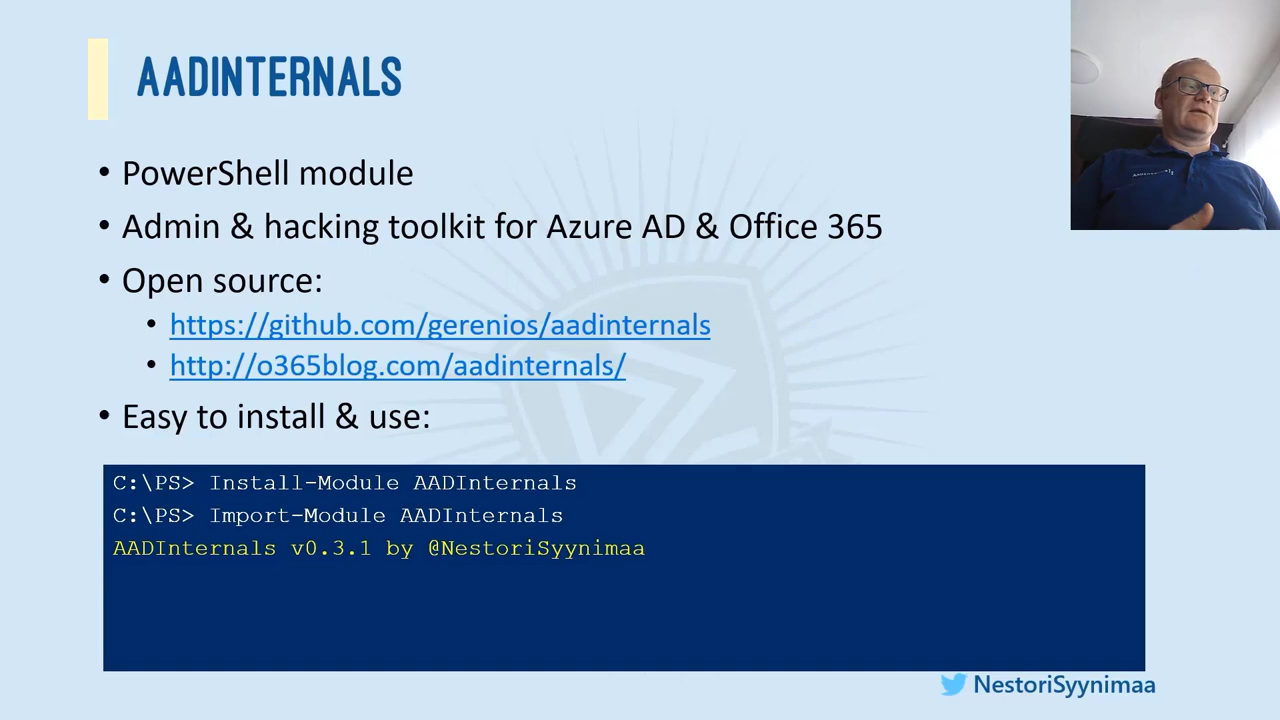 AADINTERNALS
• PowerShell module
• Admin & hacking toolkit for Azure AD & Office 365
• Open source:
• https://github.com/gerenios/aadinternals
• http://o365blog.com/aadinternals/
• Easy to install & use:
C:\PS> Install-Module AADInternals
C:\PS> Import-Module AADInternals
AADInternals v0.3.1 by @NestoriSyynimaa
NestoriSyynimaa